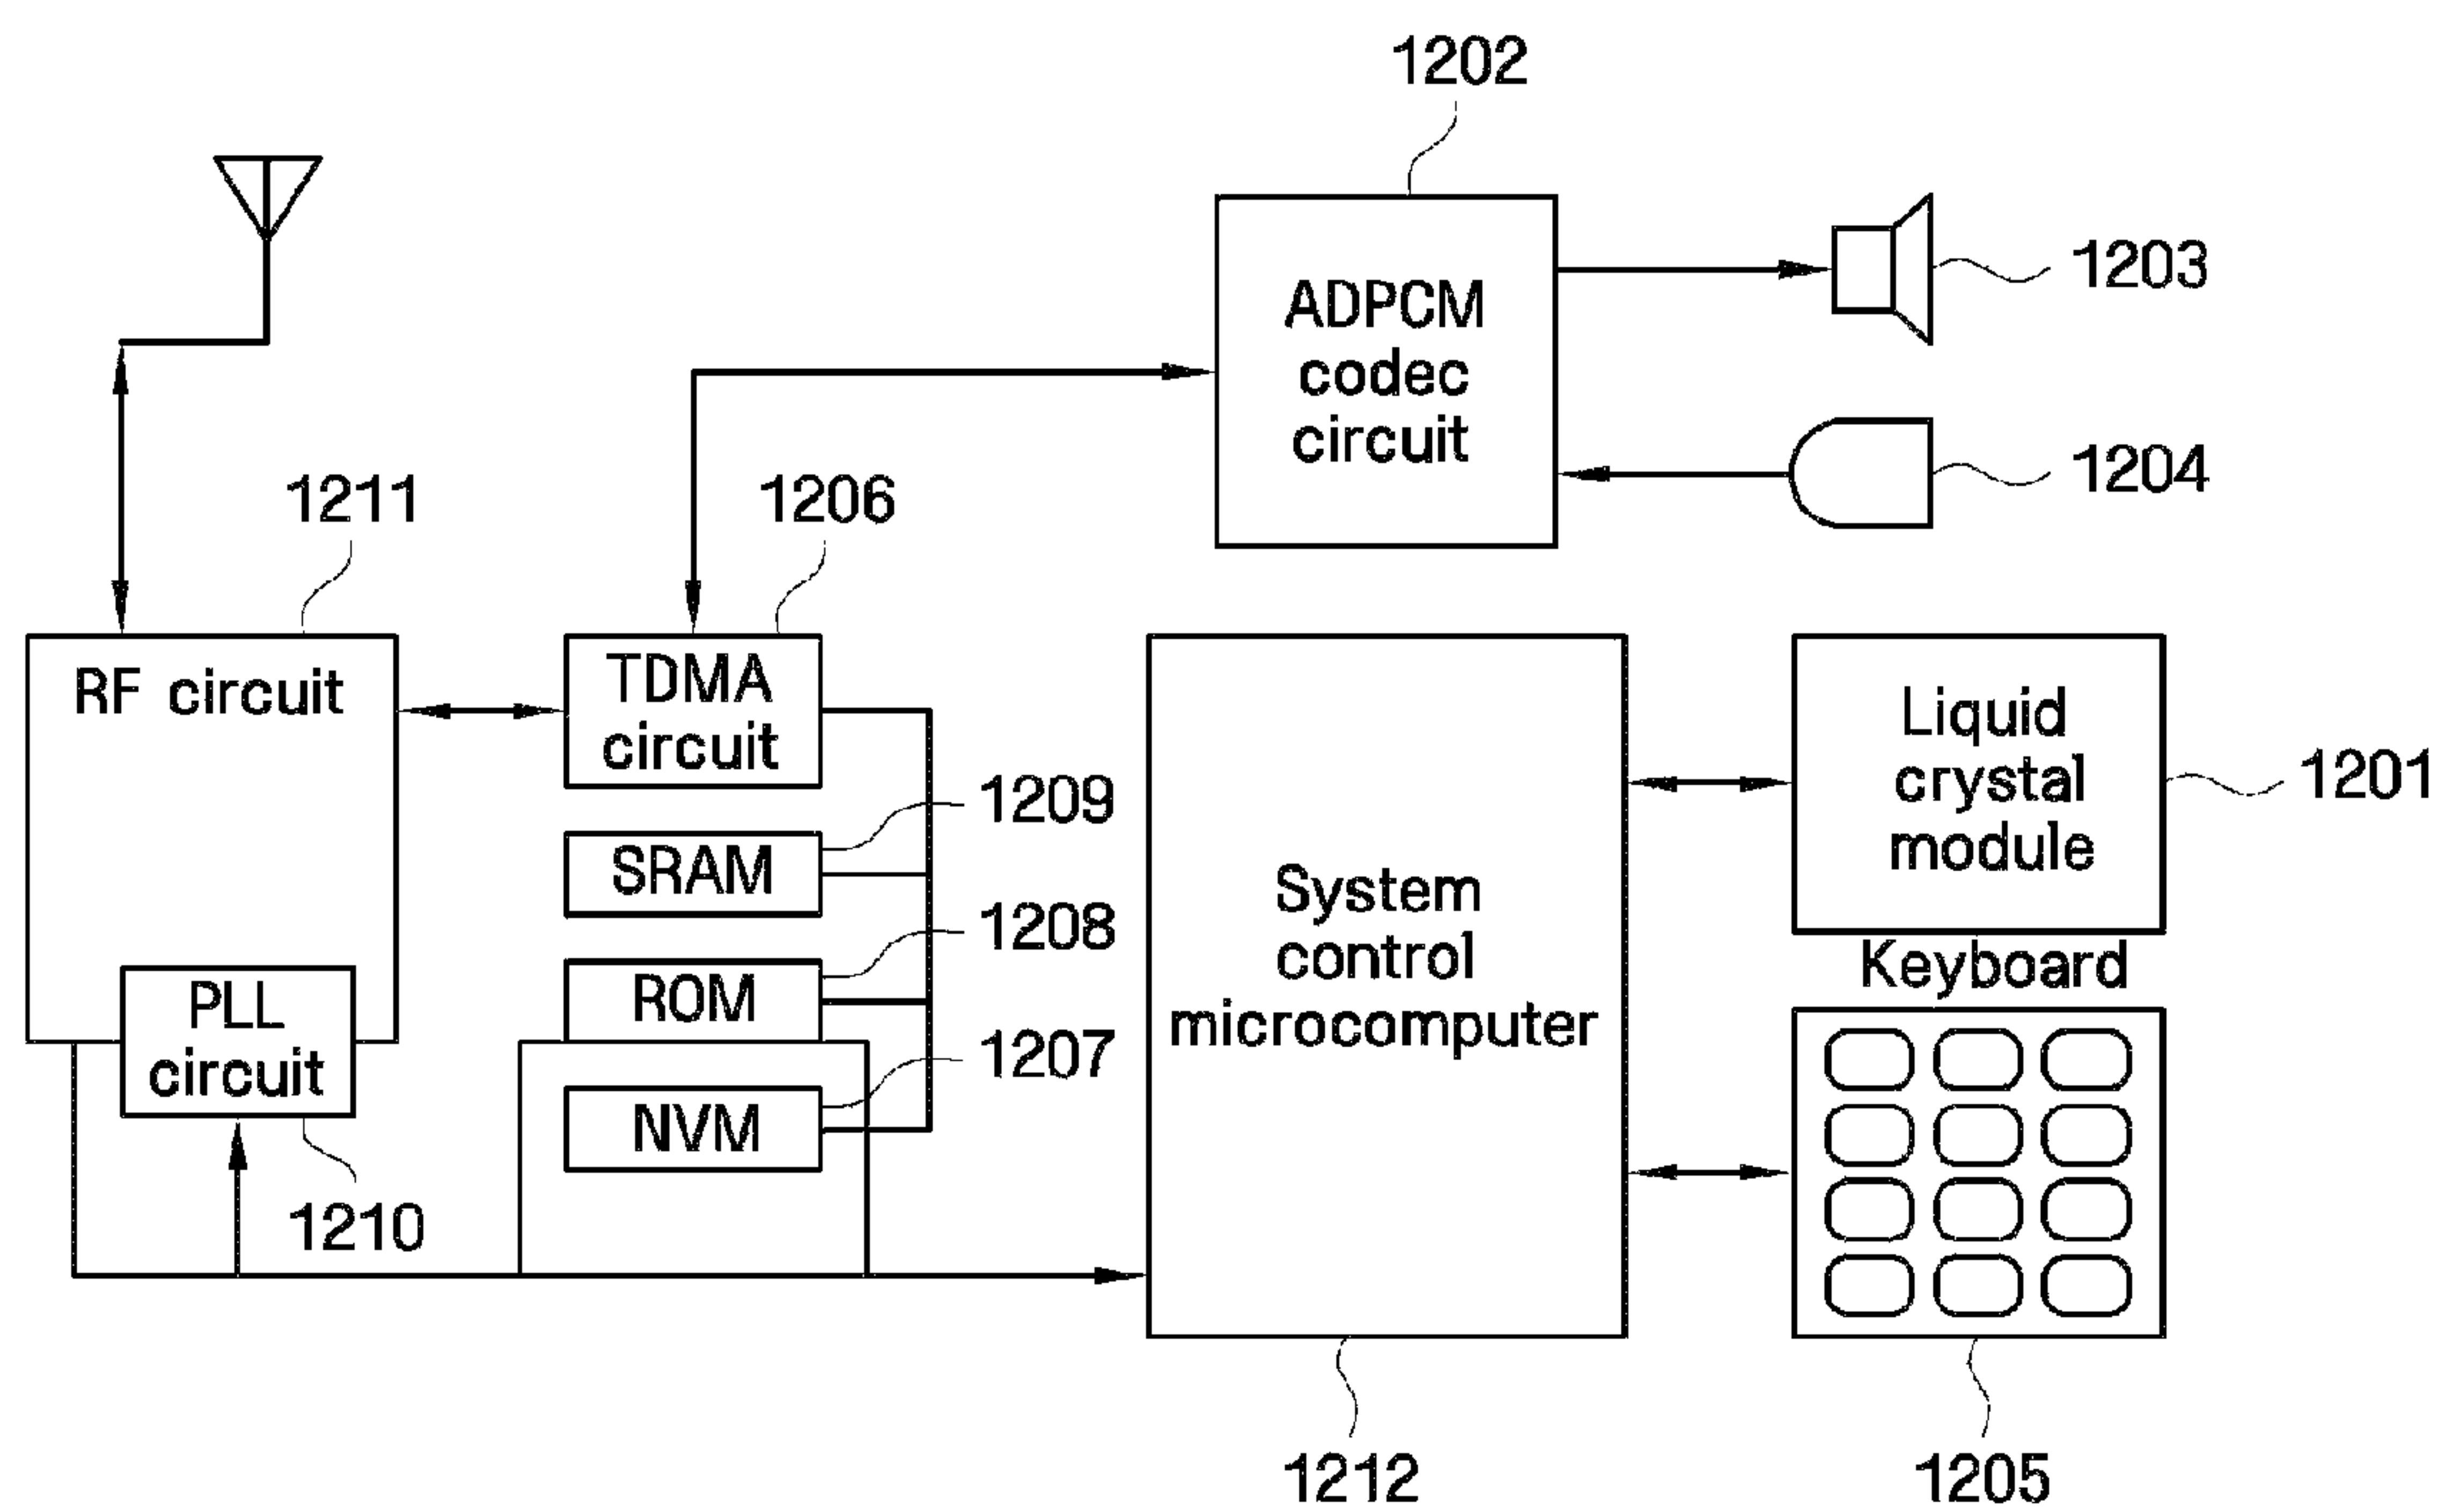 1202
ADPCM
codec
circuit
1203
1204
1211
1206
RF circuit
TDMA
circuit
1209
SRAM
1208
ROM
1207
NVM
PLL
circuit
1210
System
control
microcomputer
1212
Liquid
crystal
module
1201
Keyboard
1205